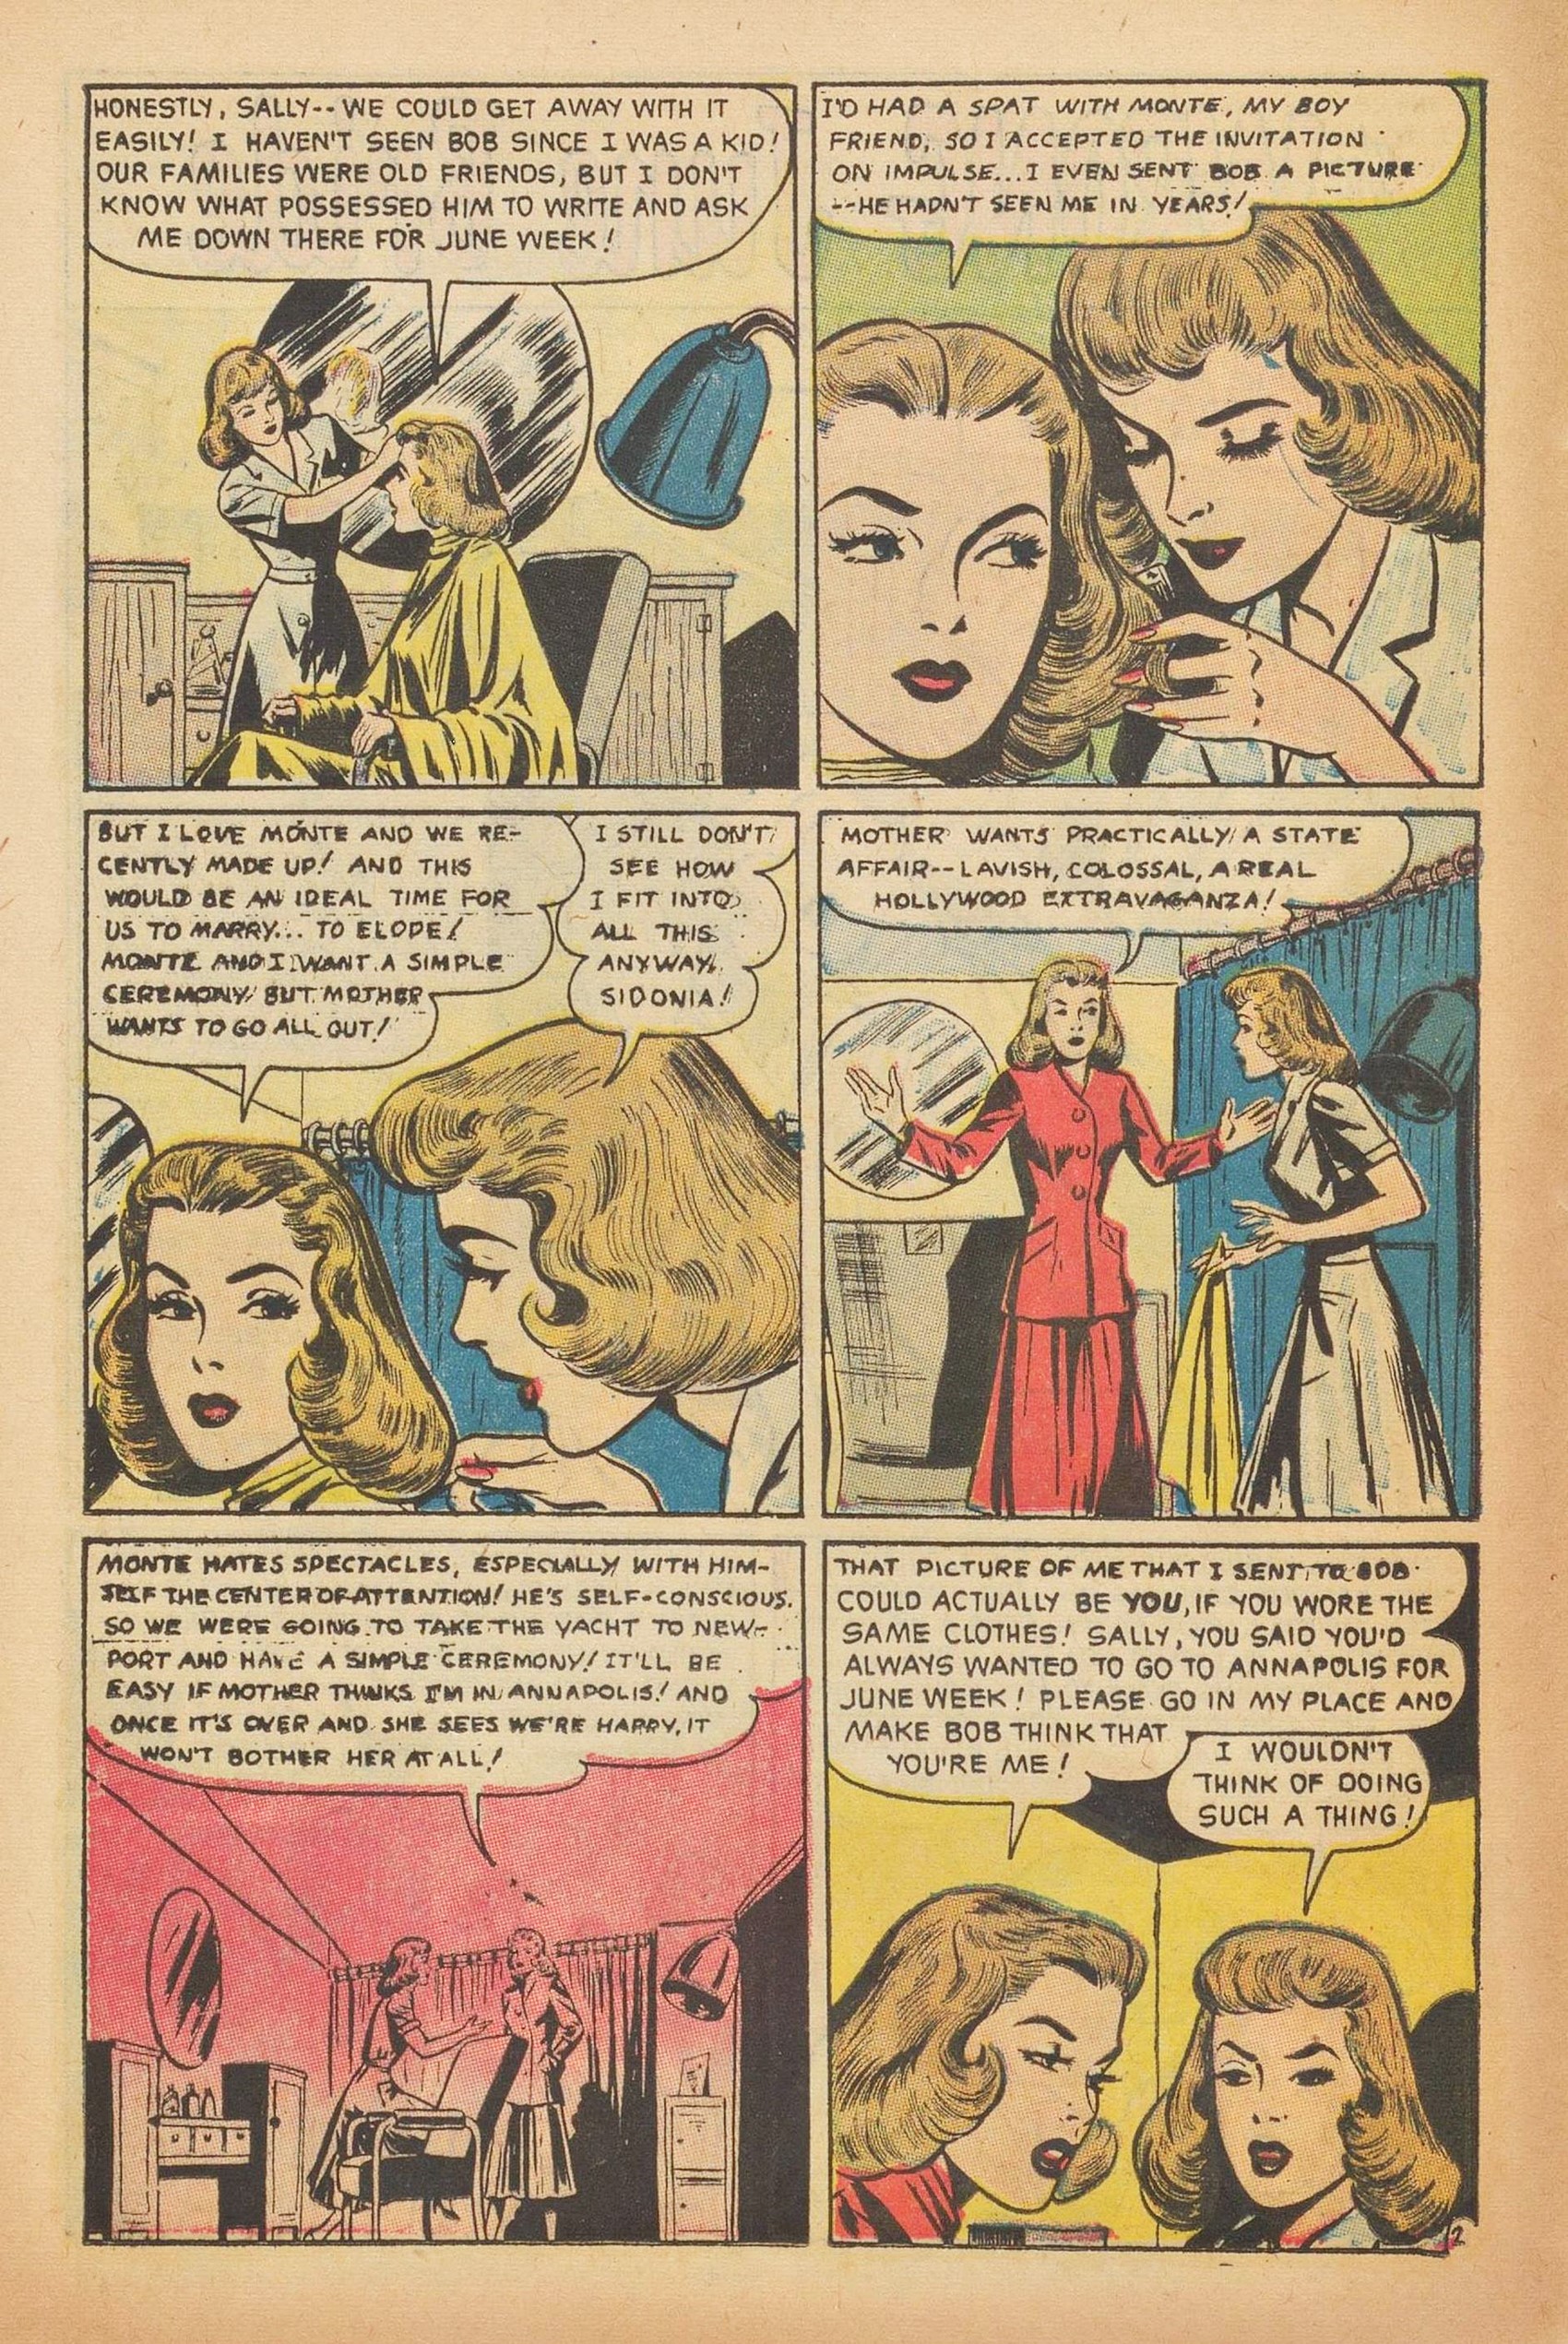 HONESTLY, SALLY-- WE COULD GET AWAY WITH IT
EASILY! I HAVEN'T SEEN BOB SINCE I WAS A KID!
OUR FAMILIES WERE OLD FRIENDS, BUT I DON'T
KNOW WHAT POSSESSED HIM TO WRITE AND ASK
ME DOWN THERE FOR JUNE WEEK!
I'D HAD A SPAT WITH MONTE, MY BOY
FRIEND, SO I ACCEPTED THE INVITATION
ON IMPULSE...I EVEN SENT BOB A PICTURE
--HE HADN'T SEEN ME IN YEARS!
BUT I LOVE MONTE AND WE RE-
CENTLY MADE UP! AND THIS
WOULD BE AN IDEAL TIME FOR
US TO MARRY... TO ELOPE!
MONTE AND I WANT A SIMPLE
CEREMONY, BUT MOTHER
WANTS TO GO ALL OUT!
I STILL DON'T
SEE HOW
I FIT INTO
ALL THIS
ANYWAY,
SIDONIA!
MOTHER WANTS PRACTICALLY A STATE
AFFAIR-- LAVISH, COLOSSAL, A REAL
HOLLYWOOD EXTRAVAGANZA!
MONTE HATES SPECTACLES, ESPECIALLY WITH HIM-
SELF THE CENTER OF ATTENTION! HE'S SELF-CONSCIOUS.
SO WE WERE GOING TO TAKE THE YACHT TO NEW-
PORT AND HAVE A SIMPLE CEREMONY! IT'LL BE
EASY IF MOTHER THINKS I'M IN ANNAPOLIS! AND
ONCE IT'S OVER AND SHE SEES WE'RE HAPPY, IT
WON'T BOTHER HER AT ALL!
THAT PICTURE OF ME THAT I SENT TO BOB
COULD ACTUALLY BE YOU, IF YOU WORE THE
SAME CLOTHES! SALLY, YOU SAID YOU'D
ALWAYS WANTED TO GO TO ANNAPOLIS FOR
JUNE WEEK! PLEASE GO IN MY PLACE AND
MAKE BOB THINK THAT
YOU'RE ME!
I WOULDN'T
THINK OF DOING
SUCH A THING!
2